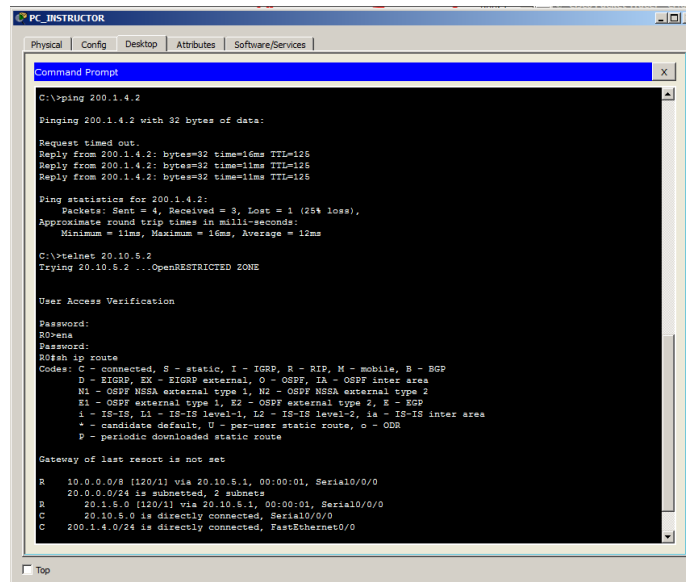 PC_INSTRUCTOR
Physical Config Desktop Attributes Software/Services
Command Prompt X
C:\>ping 200.1.4.2
Pinging 200.1.4.2 with 32 bytes of data:
Request timed out.
Reply from 200.1.4.2: bytes=32 time=16ms TTL=125
Reply from 200.1.4.2: bytes=32 time=11ms TTL=125
Reply from 200.1.4.2: bytes=32 time=11ms TTL=125
Ping statistics for 200.1.4.2:
Packets: Sent = 4, Received = 3, Lost = 1 (25% loss),
Approximate round trip times in milli-seconds:
Minimum = 11ms, Maximum = 16ms, Average = 12ms
C:\>telnet 20.10.5.2
Trying 20.10.5.2 ...OpenRESTRICTED ZONE
User Access Verification
Password:
R0>ena
Password:
R0#sh ip route
Codes: C - connected, S - static, I - IGRP, R - RIP, M - mobile, B - BGP
D - EIGRP, EX - EIGRP external, O - OSPF, IA - OSPF inter area
N1 - OSPF NSSA external type 1, N2 - OSPF NSSA external type 2
E1 - OSPF external type 1, E2 - OSPF external type 2, E - EGP
i - IS-IS, L1 - IS-IS level-1, L2 - IS-IS level-2, ia - IS-IS inter area
* - candidate default, U - per-user static route, o - ODR
P - periodic downloaded static route
Gateway of last resort is not set
R 10.0.0.0/8 [120/1] via 20.10.5.1, 00:00:01, Serial0/0/0
20.0.0.0/24 is subnetted, 2 subnets
R 20.1.5.0 [120/1] via 20.10.5.1, 00:00:01, Serial0/0/0
C 20.10.5.0 is directly connected, Serial0/0/0
C 200.1.4.0/24 is directly connected, FastEthernet0/0
Top